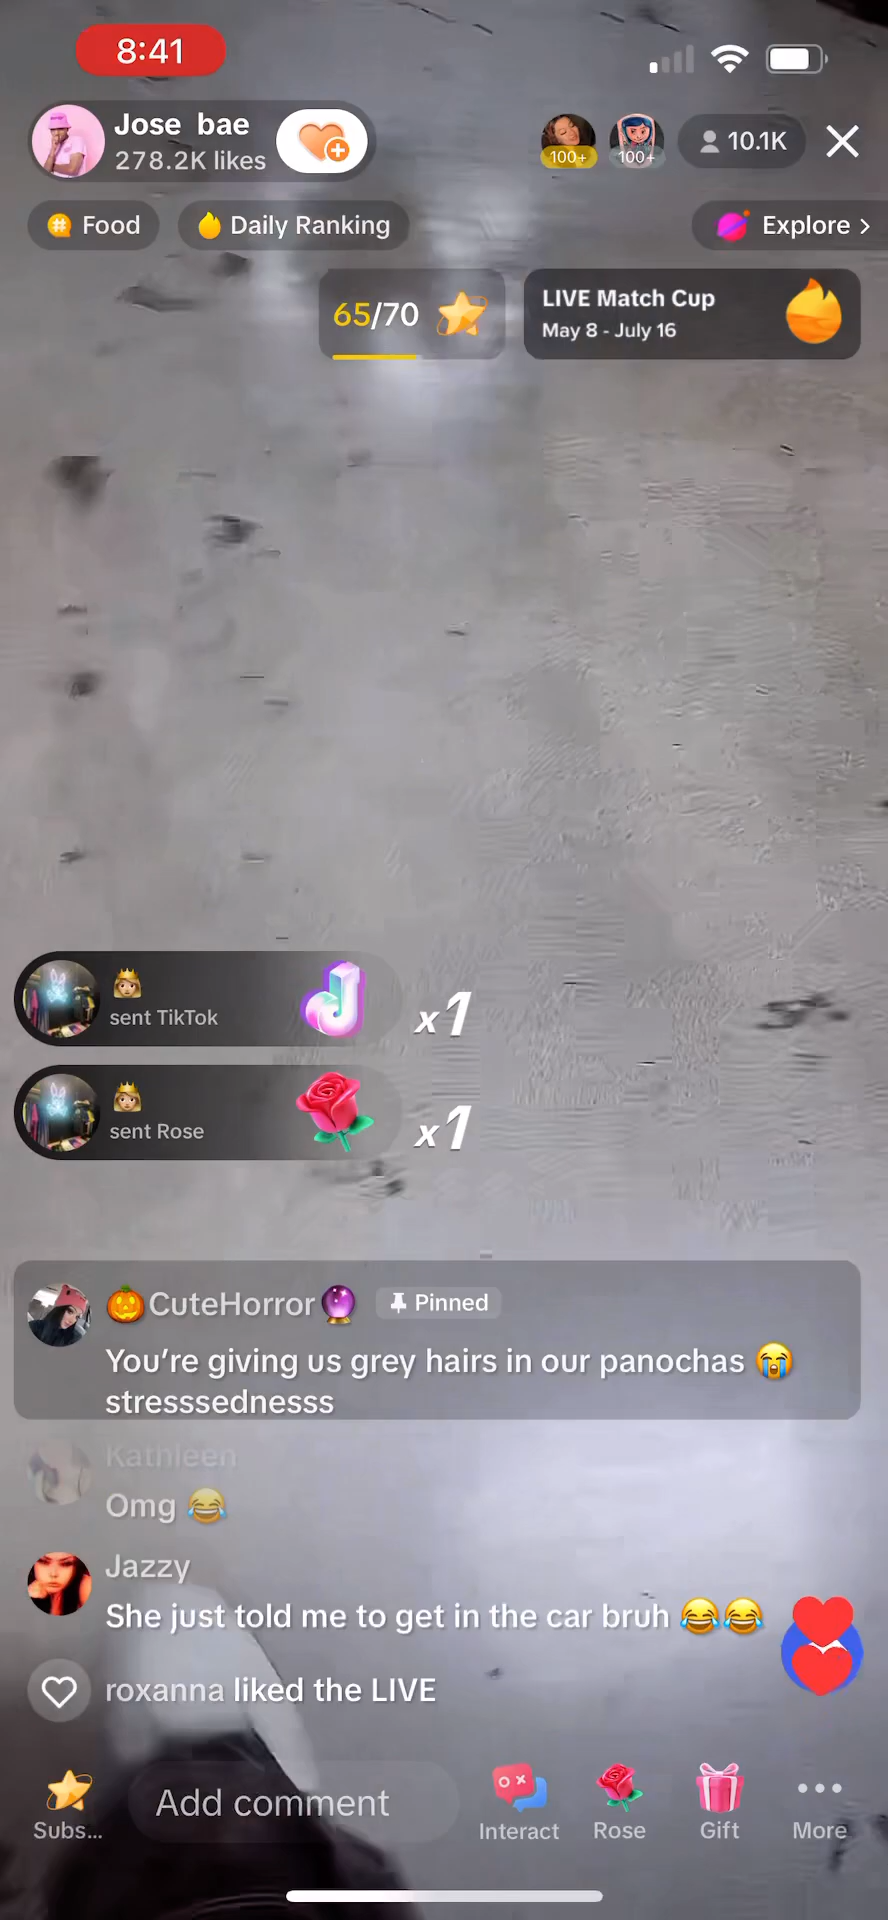 8:41
Jose bae
278.2K likes
100+
100+
10.1K
Food
Daily Ranking
Explore >
65/70
LIVE Match Cup
May 8 - July 16
sent TikTok
x1
sent Rose
x1
🎃CuteHorror🔮 Pinned
You’re giving us grey hairs in our panochas 😭
stresssednesss
Kathleen
Omg 😂
Jazzy
She just told me to get in the car bruh 😂😂
roxanna liked the LIVE
Subs...
Add comment
Interact
Rose
Gift
More